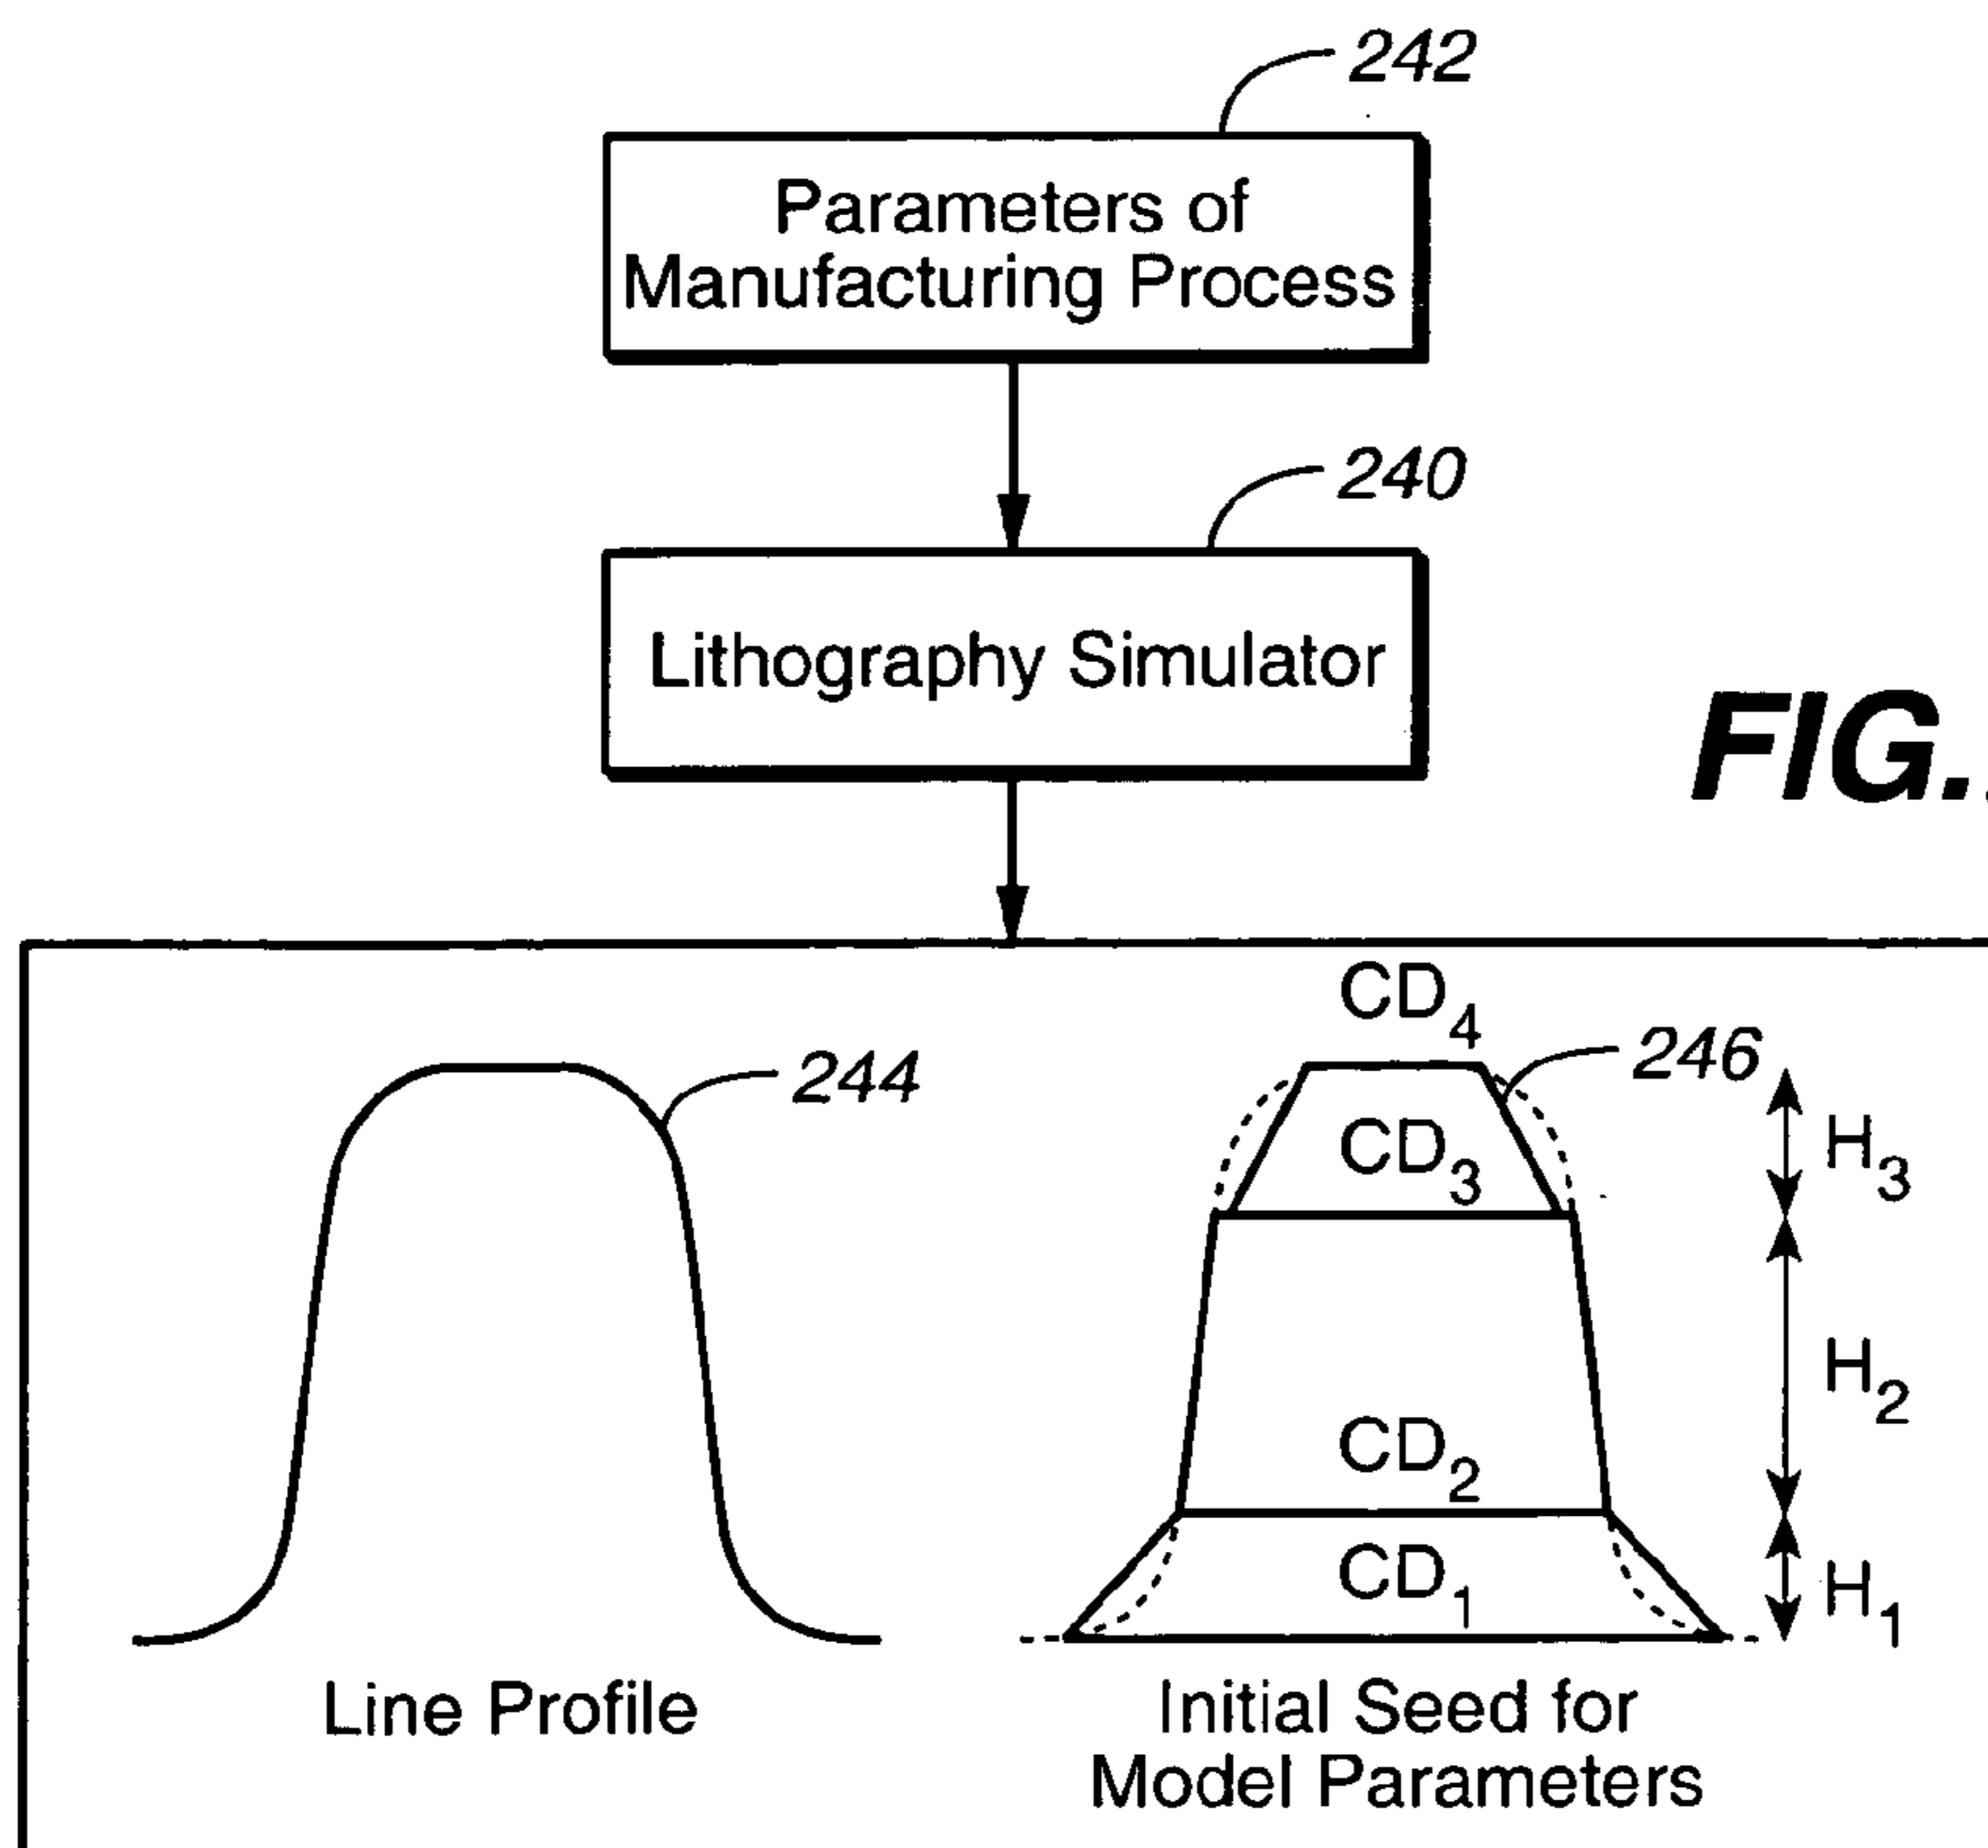 242
Parameters of
Manufacturing Process
240
Lithography Simulator
FIG.
CD4
246
244
CD3
H3
H2
CD2
CD1
H1
Line Profile
Initial Seed for
Model Parameters